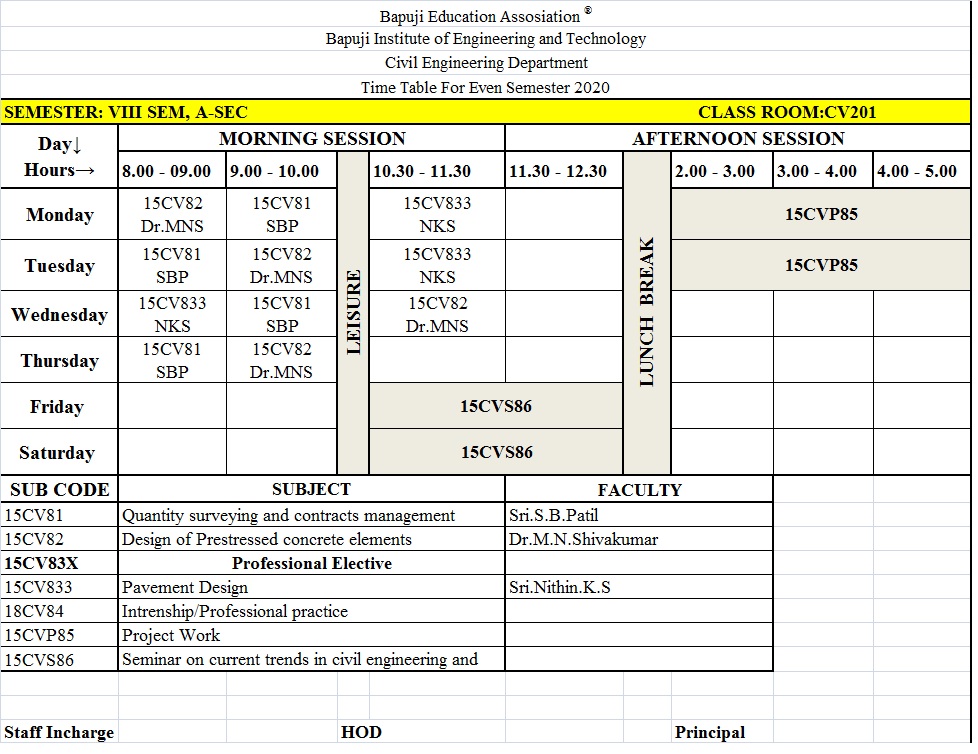 Bapuji Education Assosiation ®
Bapuji Institute of Engineering and Technology
Civil Engineering Department
Time Table For Even Semester 2020
SEMESTER: VIII SEM, A-SEC CLASS ROOM:CV201
Day↓ MORNING SESSION AFTERNOON SESSION
Hours→ 8.00 - 09.00 9.00 - 10.00 LEISURE 10.30 - 11.30 11.30 - 12.30 LUNCH BREAK 2.00 - 3.00 3.00 - 4.00 4.00 - 5.00
Monday 15CV82 15CV81 15CV833 15CVP85
Dr.MNS SBP NKS
Tuesday 15CV81 15CV82 15CV833 15CVP85
SBP Dr.MNS NKS
Wednesday 15CV833 15CV81 15CV82
NKS SBP Dr.MNS
Thursday 15CV81 15CV82
SBP Dr.MNS
Friday 15CVS86
Saturday 15CVS86
SUB CODE SUBJECT FACULTY
15CV81 Quantity surveying and contracts management Sri.S.B.Patil
15CV82 Design of Prestressed concrete elements Dr.M.N.Shivakumar
15CV83X Professional Elective
15CV833 Pavement Design Sri.Nithin.K.S
18CV84 Intrenship/Professional practice
15CVP85 Project Work
15CVS86 Seminar on current trends in civil engineering and
Staff Incharge HOD Principal